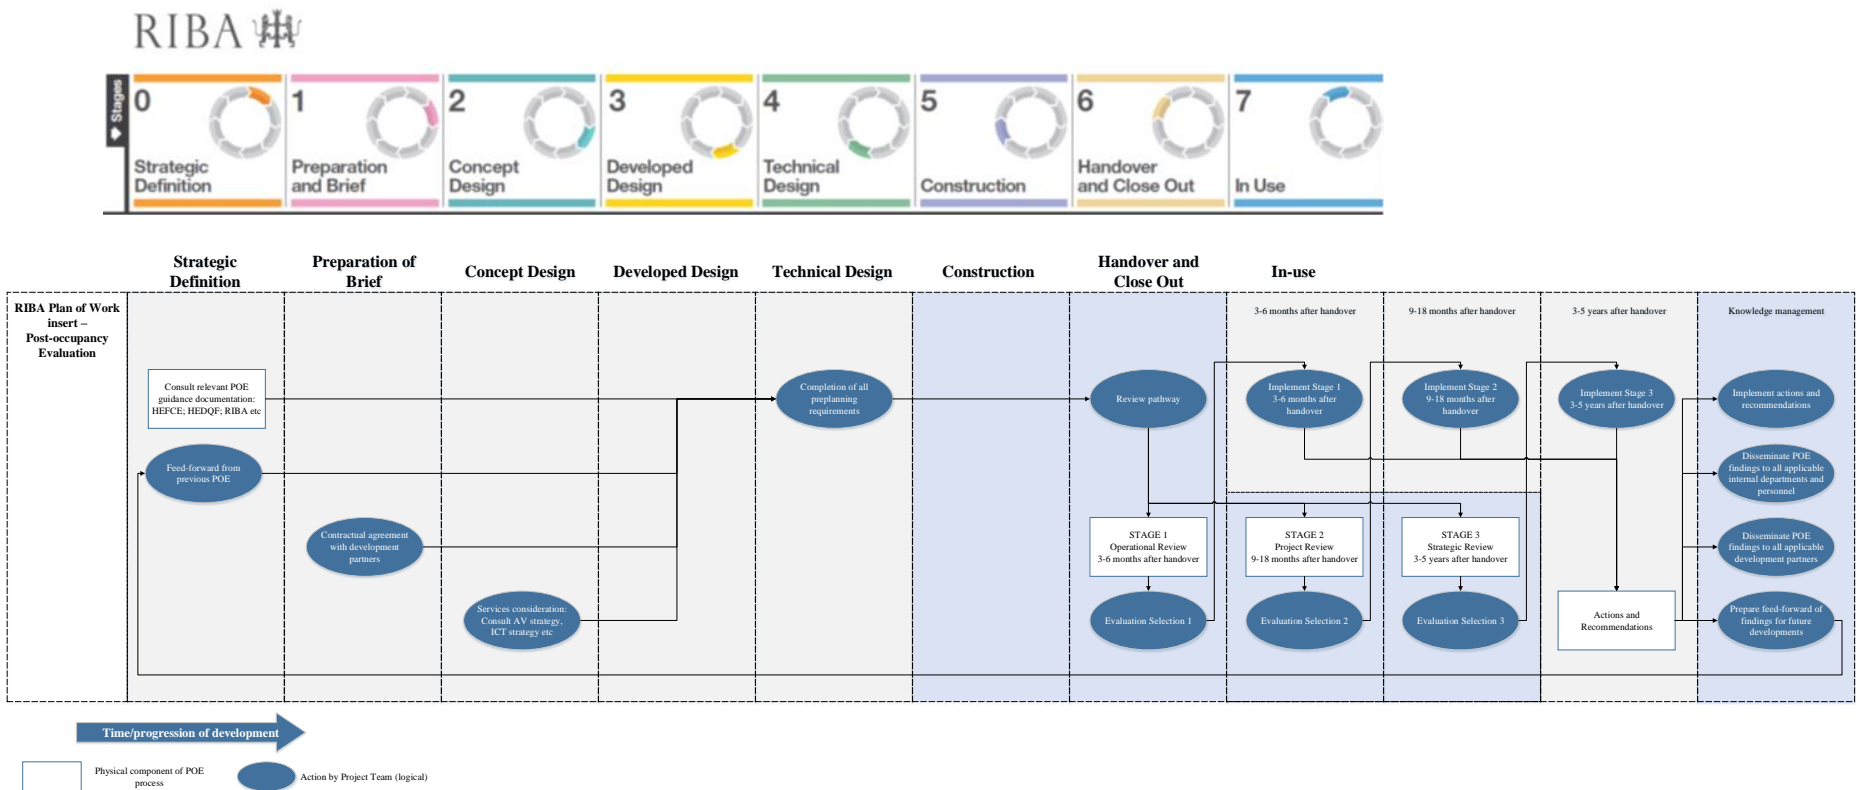 RIBA
Stages
0
Strategic
Definition
1
Preparation
and Brief
2
Concept
Design
3
Developed
Design
4
Technical
Design
5
Construction
6
Handover
and Close Out
7
In Use
Strategic
Definition
Preparation of
Brief
Concept Design
Developed Design
Technical Design
Construction
Handover and
Close Out
In-use
RIBA Plan of Work
insert –
Post-occupancy
Evaluation
3-6 months after handover
9-18 months after handover
3-5 years after handover
Knowledge management
Consult relevant POE
guidance documentation:
HEFCE; HEDQF; RIBA etc
Completion of all
preplanning
requirements
Review pathway
Implement Stage 1
3-6 months after
handover
Implement Stage 2
9-18 months after
handover
Implement Stage 3
3-5 years after handover
Implement actions and
recommendations
Feed-forward from
previous POE
Disseminate POE
findings to all applicable
internal departments and
personnel
Contractual agreement
with development
partners
STAGE 1
Operational Review
3-6 months after handover
STAGE 2
Project Review
9-18 months after handover
STAGE 3
Strategic Review
3-5 years after handover
Disseminate POE
findings to all applicable
development partners
Services consideration:
Consult AV strategy,
ICT strategy etc
Evaluation Selection 1
Evaluation Selection 2
Evaluation Selection 3
Actions and
Recommendations
Prepare feed-forward of
findings for future
developments
Time/progression of development
Physical component of POE
process
Action by Project Team (logical)